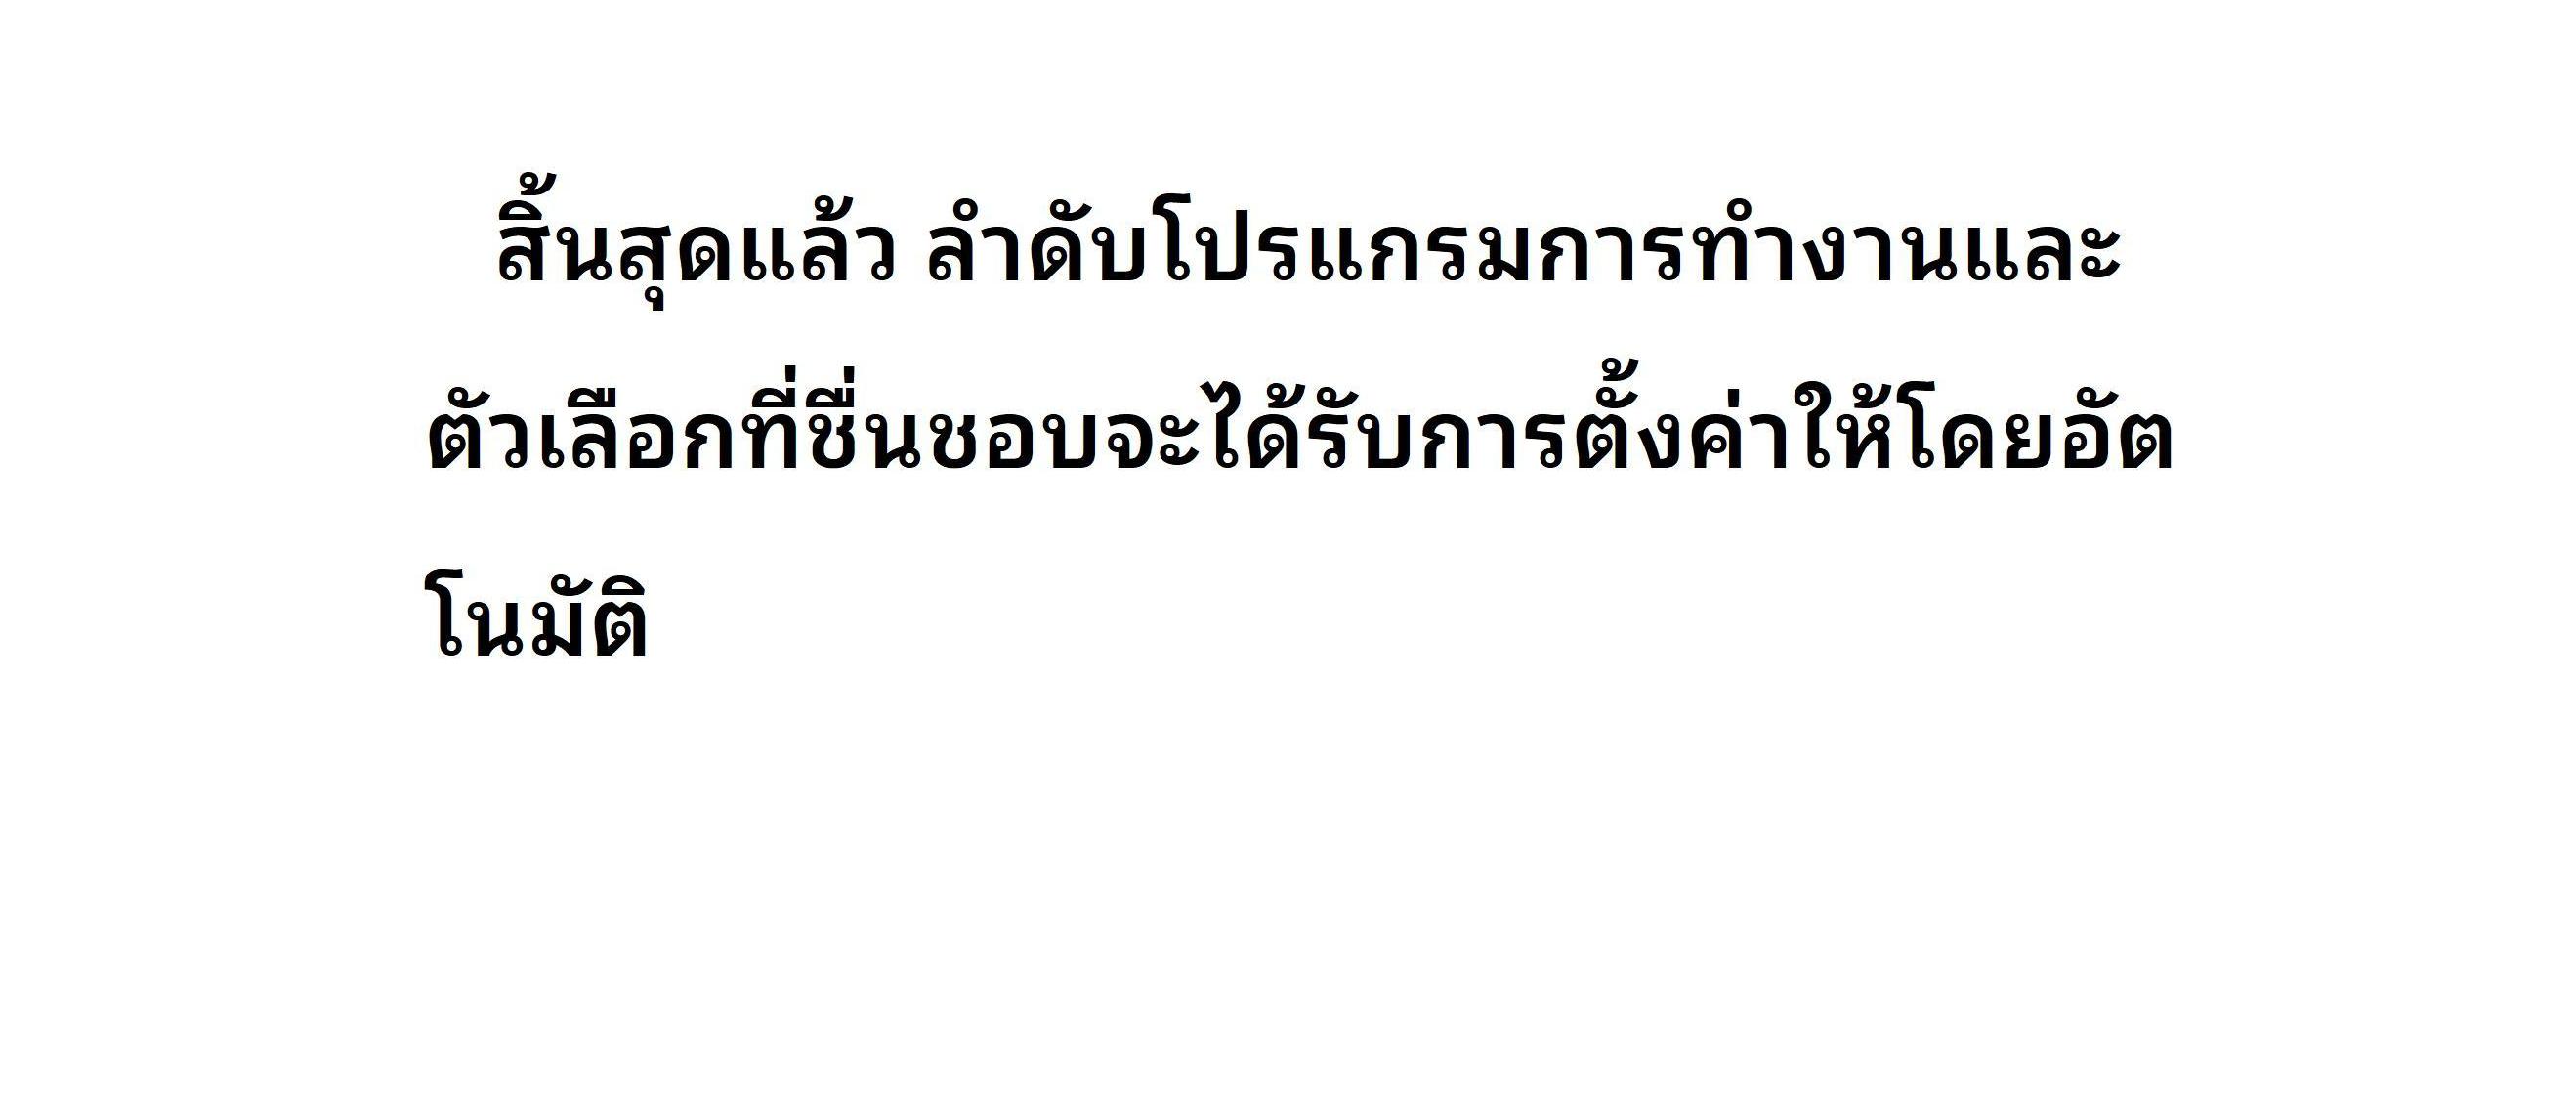 สิ้นสุดแล้ว ลำดับโปรแกรมการทำงานและ
ตัวเลือกที่ชื่นชอบจะได้รับการตั้งค่าให้โดยอัต
โนมัติ